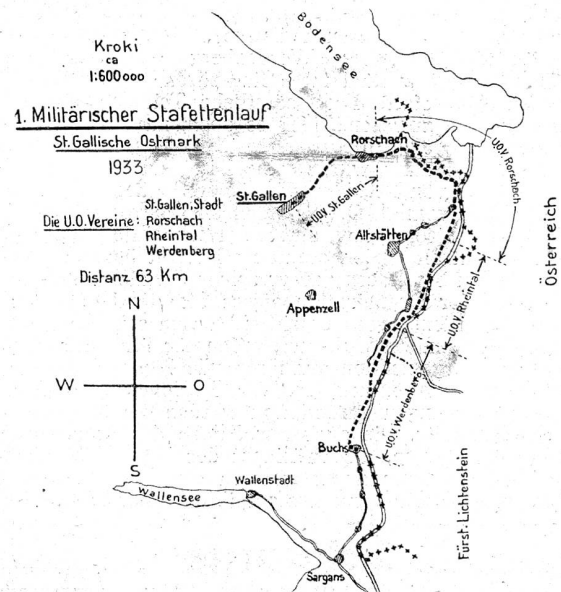 Kroki
ca
1:600000
1. Militärischer Stafettenlauf
St. Gallische Ostmark
1933
Die U.O. Vereine: St. Gallen, Stadt
Rorschach
Rheintal
Werdenberg
Distanz 63 Km
N
W
O
S
Bodensee
Rorschach
U.O.V. Rorschach
St. Gallen
U.O.V. St. Gallen
Altstätten
Österreich
Appenzell
U.O.V. Rheintal
U.O.V. Werdenberg
Buchs
Fürst. Lichtenstein
Wallenstadt
Wallensee
Sargans